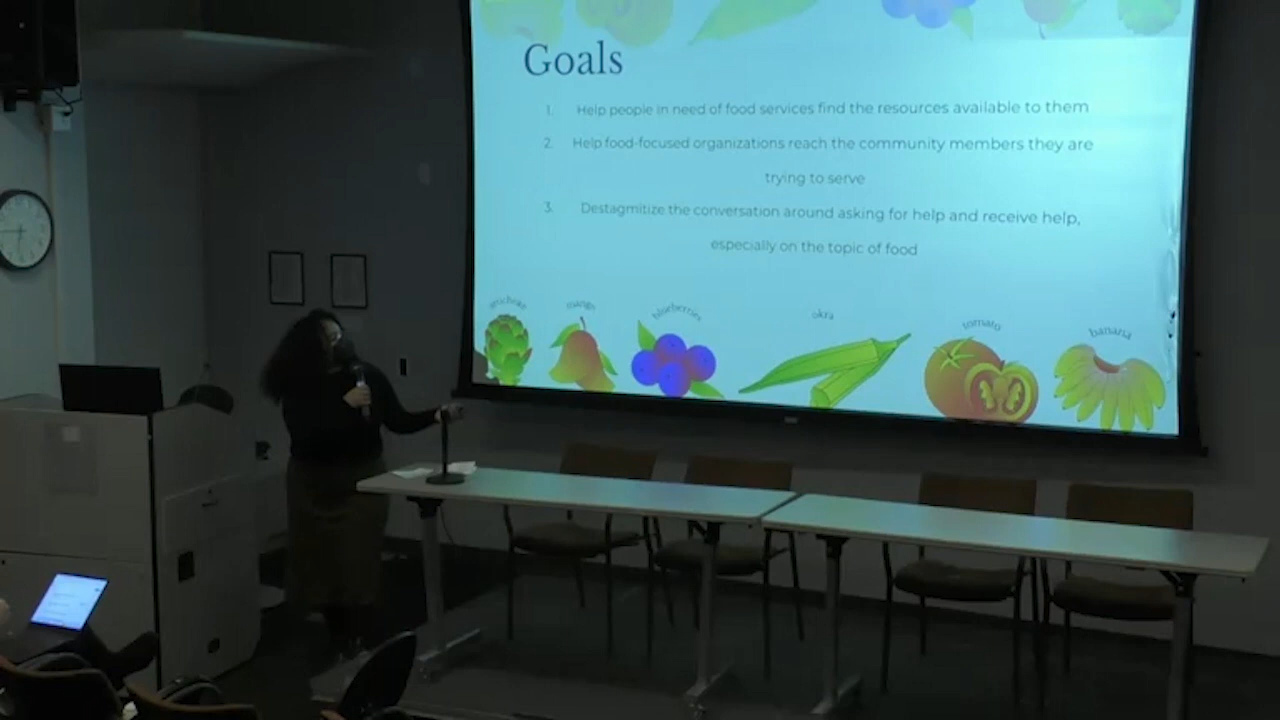 Goals
1. Help people in need of food services find the resources available to them
2. Help food-focused organizations reach the community members they are
trying to serve
3. Destagmitize the conversation around asking for help and receive help,
especially on the topic of food
artichoke mango blueberries okra tomato banana